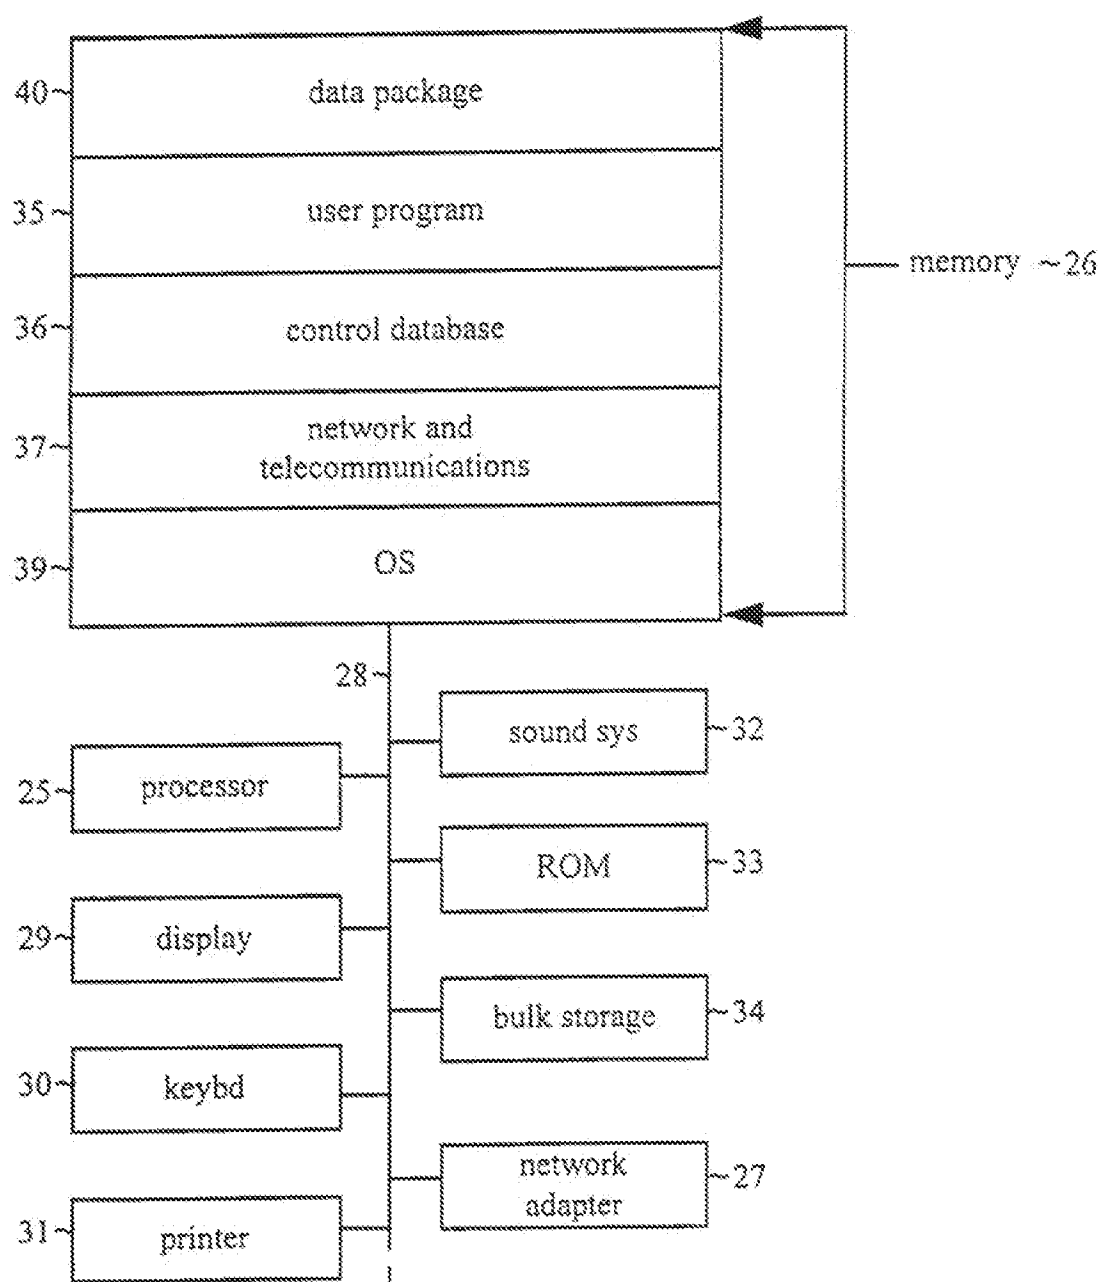 40 data package
35 user program
memory 26
36 control database
37 network and
telecommunications
39 OS
28
sound sys 32
25 processor
ROM 33
29 display
bulk storage 34
30 keybd
network
adapter 27
31 printer